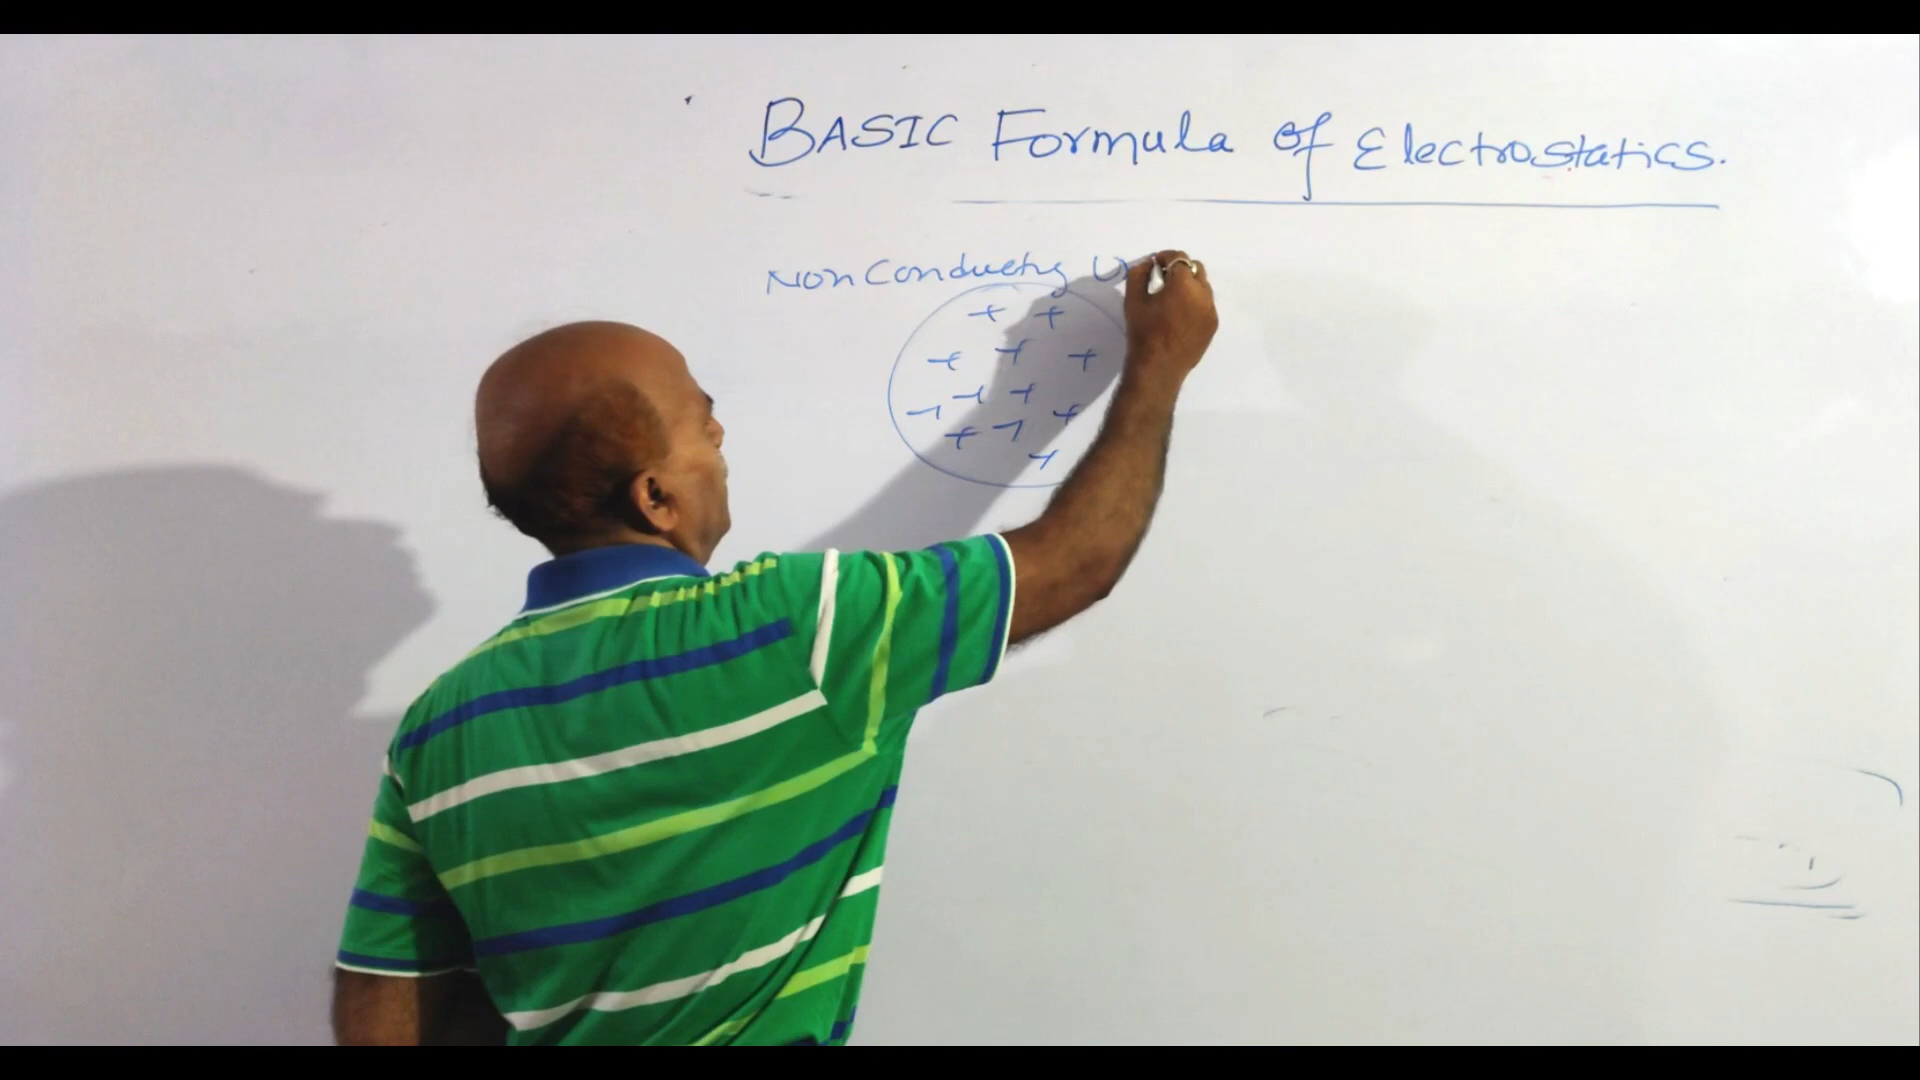 BASIC Formula of Electrostatics.
Non Conducting
+ +
+ + +
+ + + +
+ + +